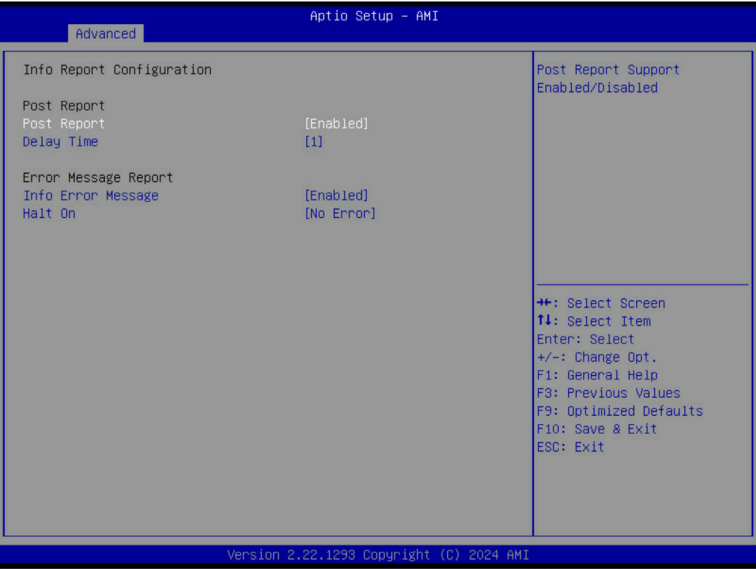 Aptio Setup – AMI
Advanced
Info Report Configuration
Post Report
Post Report [Enabled]
Delay Time [1]
Error Message Report
Info Error Message [Enabled]
Halt On [No Error]
Post Report Support
Enabled/Disabled
→←: Select Screen
↑↓: Select Item
Enter: Select
+/-: Change Opt.
F1: General Help
F3: Previous Values
F9: Optimized Defaults
F10: Save & Exit
ESC: Exit
Version 2.22.1293 Copyright (C) 2024 AMI